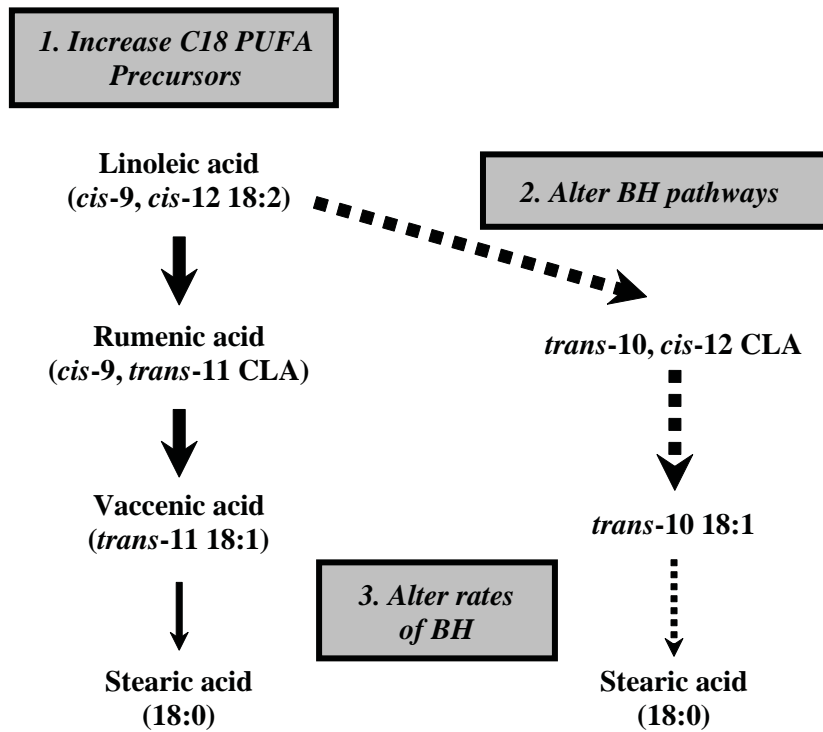 1. Increase C18 PUFA
Precursors
Linoleic acid
(cis-9, cis-12 18:2)
2. Alter BH pathways
Rumenic acid
(cis-9, trans-11 CLA)
trans-10, cis-12 CLA
Vaccenic acid
(trans-11 18:1)
trans-10 18:1
3. Alter rates
of BH
Stearic acid
(18:0)
Stearic acid
(18:0)